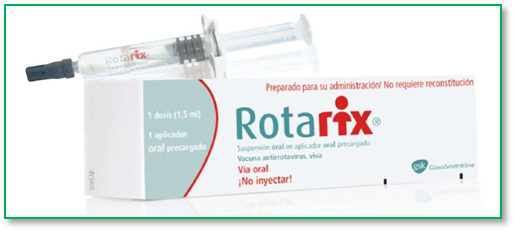 Rotarix
Preparado para su administración/ No requiere reconstitución
1 dosis (1,5 ml)
1 aplicador
oral precargado
Rotarix®
Suspensión oral en aplicador oral precargado
Vacuna antirrotavirus, viva
Vía oral
¡No inyectar!
gsk GlaxoSmithKline